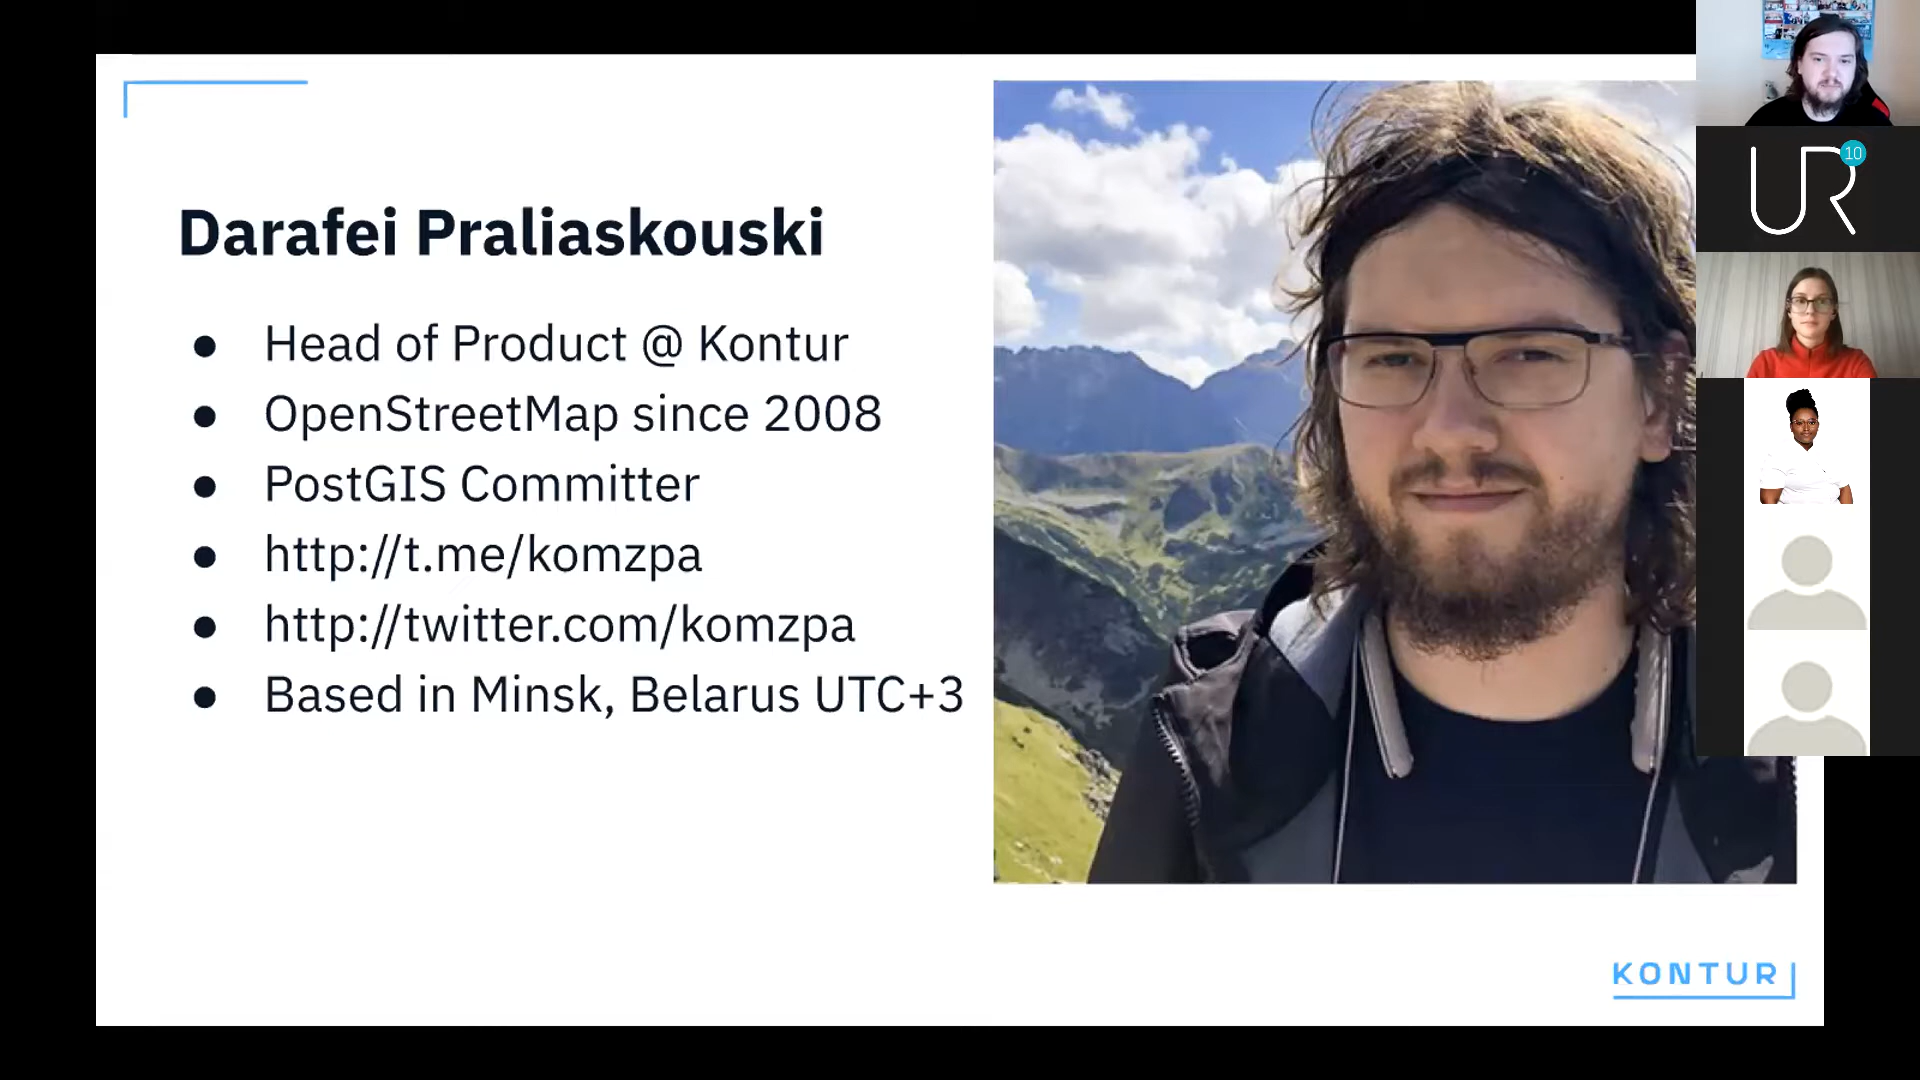 Darafei Praliaskouski
● Head of Product @ Kontur
● OpenStreetMap since 2008
● PostGIS Committer
● http://t.me/komzpa
● http://twitter.com/komzpa
● Based in Minsk, Belarus UTC+3
KONTUR
UR
10